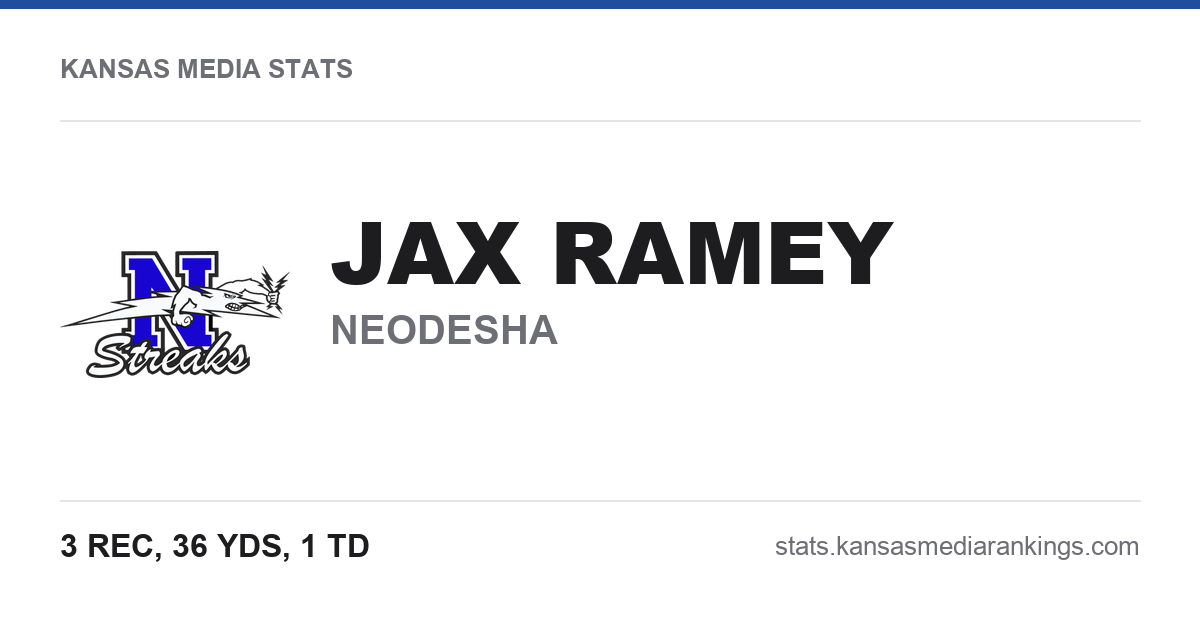 KANSAS MEDIA STATS
JAX RAMEY
NEODESHA
N
Streaks
3 REC, 36 YDS, 1 TD
stats.kansasmediarankings.com